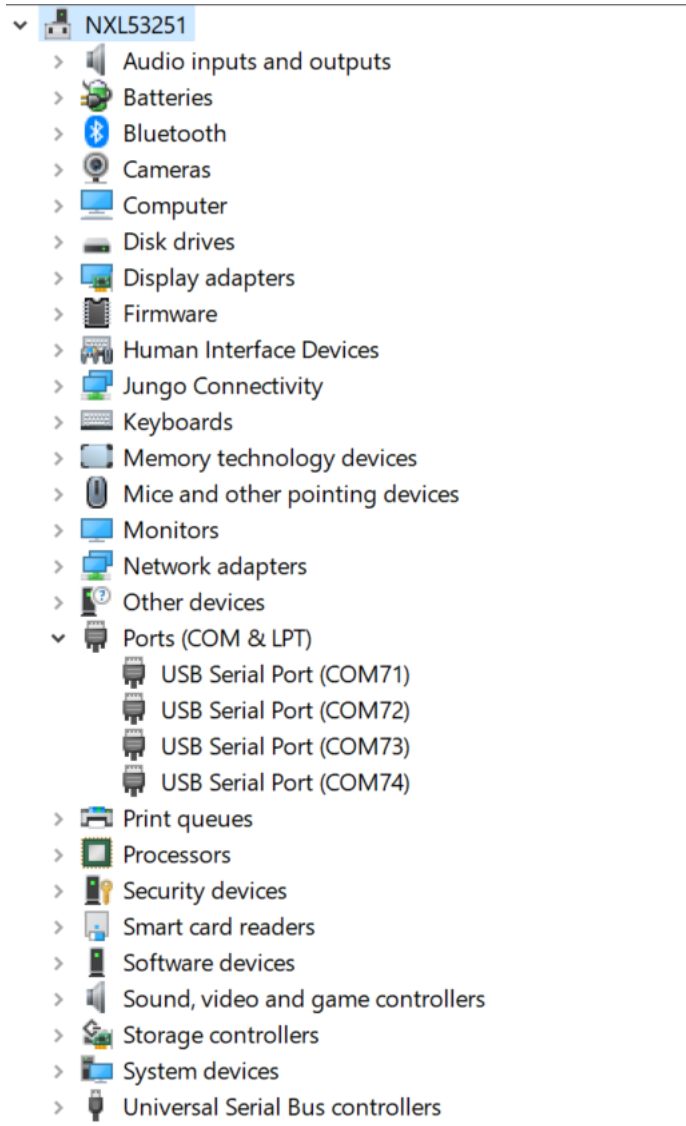 NXL53251
Audio inputs and outputs
Batteries
Bluetooth
Cameras
Computer
Disk drives
Display adapters
Firmware
Human Interface Devices
Jungo Connectivity
Keyboards
Memory technology devices
Mice and other pointing devices
Monitors
Network adapters
Other devices
Ports (COM & LPT)
USB Serial Port (COM71)
USB Serial Port (COM72)
USB Serial Port (COM73)
USB Serial Port (COM74)
Print queues
Processors
Security devices
Smart card readers
Software devices
Sound, video and game controllers
Storage controllers
System devices
Universal Serial Bus controllers